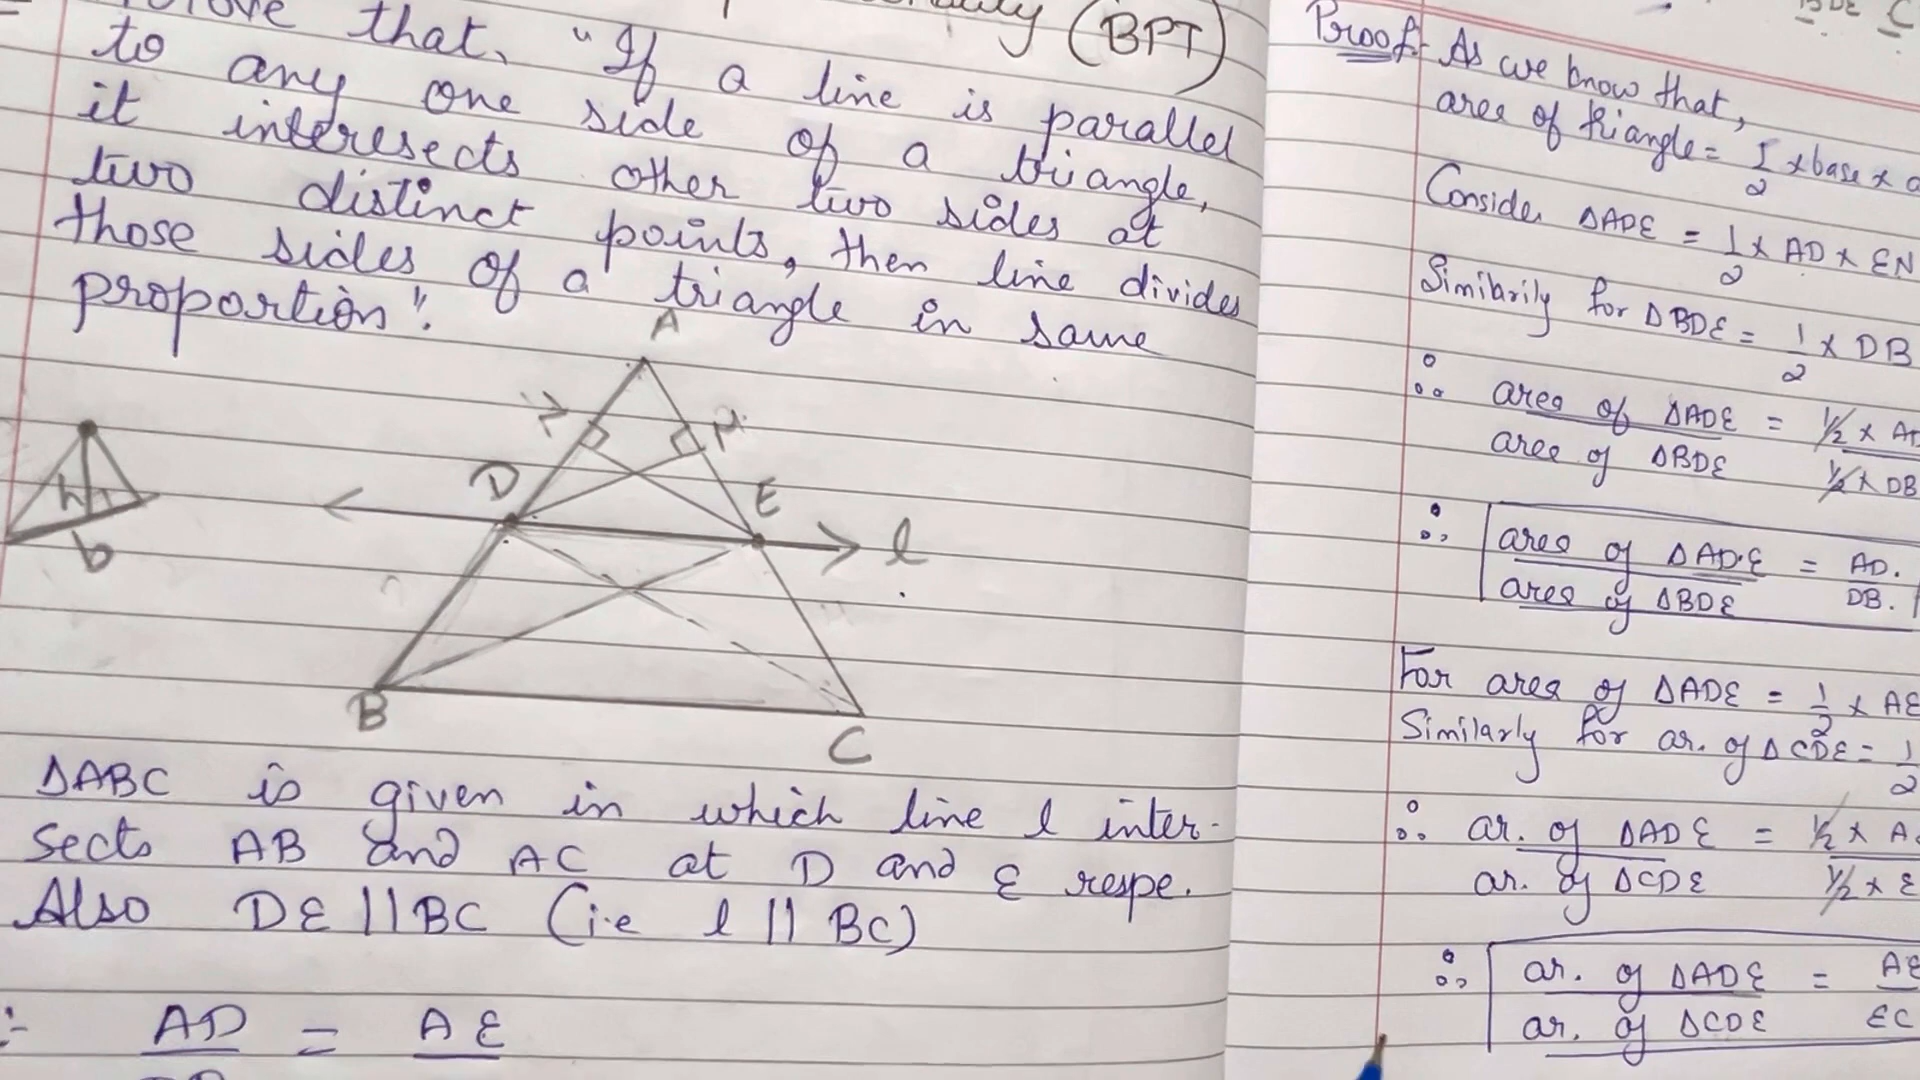 that, "If a line is parallel
(BPT)
to any one side of a triangle,
it interesects other two sides at
two distinct points, then line divides
those sides of a triangle in same
proportion".
A
N
M
D
E
l
h
b
B
C
ΔABC is given in which line l inter-
sects AB and AC at D and E respe.
Also DE || BC (i.e l || BC)
AD = AE
Proof:- As we know that,
area of triangle = 1/2 × base ×
Consider ΔADE = 1/2 × AD × EN
Similarily for ΔBDE = 1/2 × DB
∴ area of ΔADE = 1/2 × AD
area of ΔBDE 1/2 × DB
∴ area of ΔADE = AD.
area of ΔBDE DB.
For area of ΔADE = 1/2 × AE
Similarly for ar. of ΔCDE = 1/2
∴ ar. of ΔADE = 1/2 × A
ar. of ΔCDE 1/2 × E
∴ ar. of ΔADE = AE
ar. of ΔCDE EC